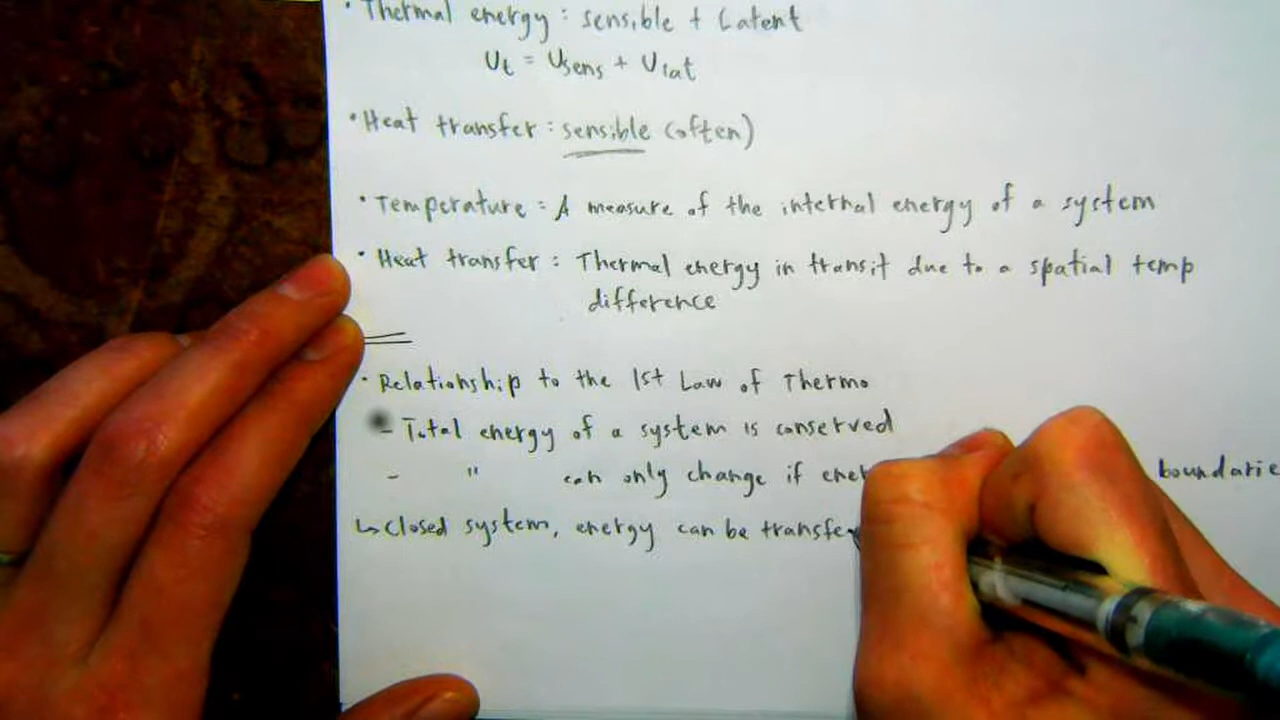 • Thermal energy : sensible + Latent
Ut = Usens + Ulat
• Heat transfer : sensible (often)
• Temperature : A measure of the internal energy of a system
• Heat transfer : Thermal energy in transit due to a spatial temp
difference
• Relationship to the 1st Law of Thermo
- Total energy of a system is conserved
- " can only change if ener boundarie
↳ Closed system, energy can be transfer